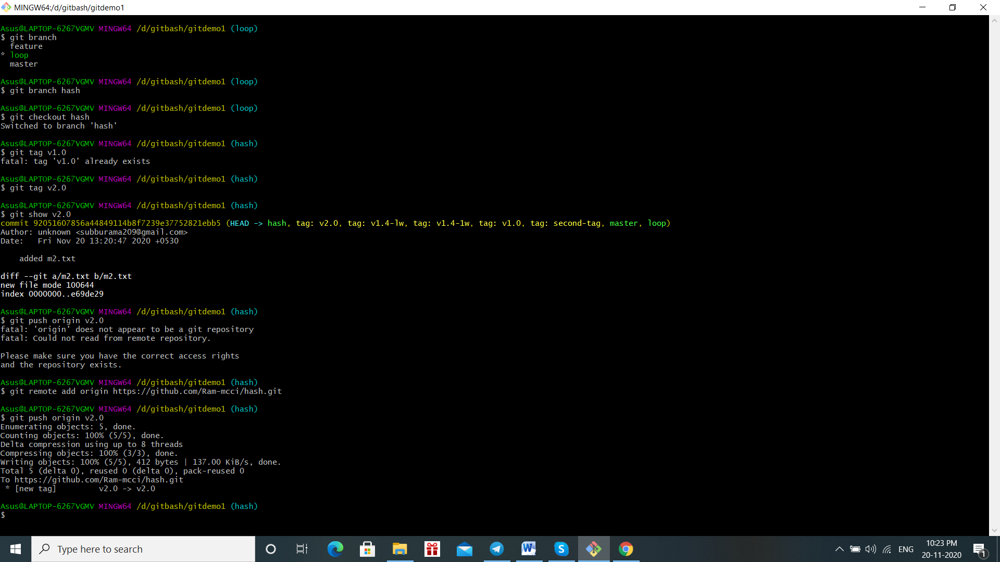 MINGW64:/d/gitbash/gitdemo1
Asus@LAPTOP-6267VGMV MINGW64 /d/gitbash/gitdemo1 (loop)
$ git branch
  feature
* loop
  master
Asus@LAPTOP-6267VGMV MINGW64 /d/gitbash/gitdemo1 (loop)
$ git branch hash
Asus@LAPTOP-6267VGMV MINGW64 /d/gitbash/gitdemo1 (loop)
$ git checkout hash
Switched to branch 'hash'
Asus@LAPTOP-6267VGMV MINGW64 /d/gitbash/gitdemo1 (hash)
$ git tag v1.0
fatal: tag 'v1.0' already exists
Asus@LAPTOP-6267VGMV MINGW64 /d/gitbash/gitdemo1 (hash)
$ git tag v2.0
Asus@LAPTOP-6267VGMV MINGW64 /d/gitbash/gitdemo1 (hash)
$ git show v2.0
commit 92051607856a44849114b8f7239e37752821ebb5 (HEAD -> hash, tag: v2.0, tag: v1.4-lw, tag: v1.4-1w, tag: v1.0, tag: second-tag, master, loop)
Author: unknown <subburama209@gmail.com>
Date:   Fri Nov 20 13:20:47 2020 +0530
    added m2.txt
diff --git a/m2.txt b/m2.txt
new file mode 100644
index 0000000..e69de29
Asus@LAPTOP-6267VGMV MINGW64 /d/gitbash/gitdemo1 (hash)
$ git push origin v2.0
fatal: 'origin' does not appear to be a git repository
fatal: Could not read from remote repository.
Please make sure you have the correct access rights
and the repository exists.
Asus@LAPTOP-6267VGMV MINGW64 /d/gitbash/gitdemo1 (hash)
$ git remote add origin https://github.com/Ram-mcci/hash.git
Asus@LAPTOP-6267VGMV MINGW64 /d/gitbash/gitdemo1 (hash)
$ git push origin v2.0
Enumerating objects: 5, done.
Counting objects: 100% (5/5), done.
Delta compression using up to 8 threads
Compressing objects: 100% (3/3), done.
Writing objects: 100% (5/5), 412 bytes | 137.00 KiB/s, done.
Total 5 (delta 0), reused 0 (delta 0), pack-reused 0
To https://github.com/Ram-mcci/hash.git
 * [new tag]         v2.0 -> v2.0
Asus@LAPTOP-6267VGMV MINGW64 /d/gitbash/gitdemo1 (hash)
$
Type here to search
W
S
ENG
10:23 PM
20-11-2020
1